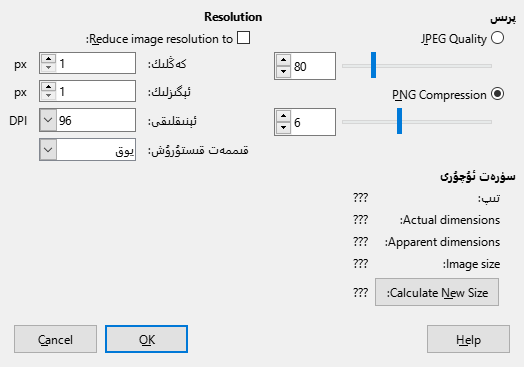 پرىس
JPEG Quality
80
PNG Compression
6
سۈرەت ئۇچۇرى
تىپ: ???
Actual dimensions: ???
Apparent dimensions: ???
Image size: ???
Calculate New Size: ???
Resolution
Reduce image resolution to:
كەڭلىك: 1 px
ئېگىزلىك: 1 px
ئېنىقلىقى: 96 DPI
قىممەت قىستۇرۇش: يوق
Help
OK
Cancel